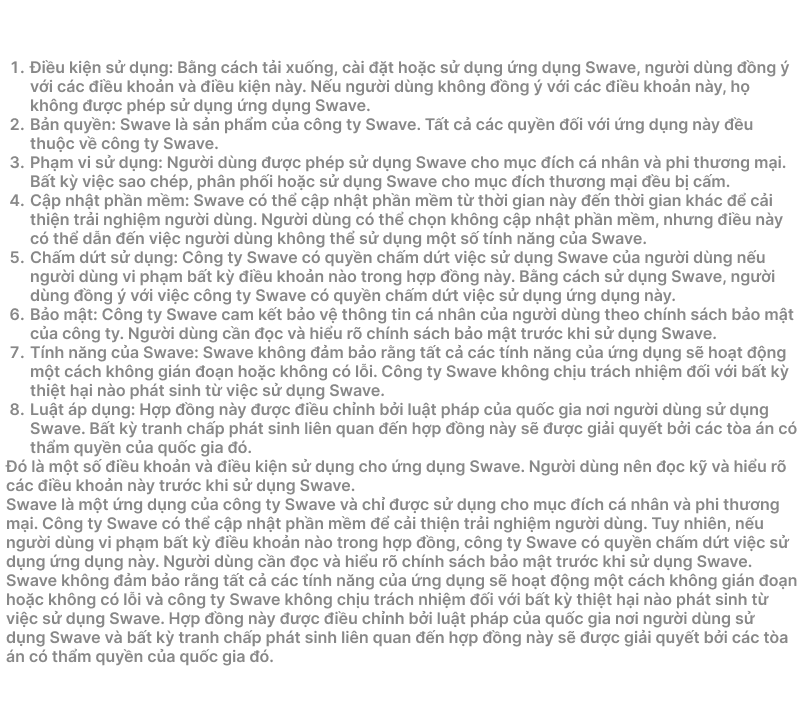 1. Điều kiện sử dụng: Bằng cách tải xuống, cài đặt hoặc sử dụng ứng dụng Swave, người dùng đồng ý
với các điều khoản và điều kiện này. Nếu người dùng không đồng ý với các điều khoản này, họ
không được phép sử dụng ứng dụng Swave.
2. Bản quyền: Swave là sản phẩm của công ty Swave. Tất cả các quyền đối với ứng dụng này đều
thuộc về công ty Swave.
3. Phạm vi sử dụng: Người dùng được phép sử dụng Swave cho mục đích cá nhân và phi thương mại.
Bất kỳ việc sao chép, phân phối hoặc sử dụng Swave cho mục đích thương mại đều bị cấm.
4. Cập nhật phần mềm: Swave có thể cập nhật phần mềm từ thời gian này đến thời gian khác để cải
thiện trải nghiệm người dùng. Người dùng có thể chọn không cập nhật phần mềm, nhưng điều này
có thể dẫn đến việc người dùng không thể sử dụng một số tính năng của Swave.
5. Chấm dứt sử dụng: Công ty Swave có quyền chấm dứt việc sử dụng Swave của người dùng nếu
người dùng vi phạm bất kỳ điều khoản nào trong hợp đồng này. Bằng cách sử dụng Swave, người
dùng đồng ý với việc công ty Swave có quyền chấm dứt việc sử dụng ứng dụng này.
6. Bảo mật: Công ty Swave cam kết bảo vệ thông tin cá nhân của người dùng theo chính sách bảo mật
của công ty. Người dùng cần đọc và hiểu rõ chính sách bảo mật trước khi sử dụng Swave.
7. Tính năng của Swave: Swave không đảm bảo rằng tất cả các tính năng của ứng dụng sẽ hoạt động
một cách không gián đoạn hoặc không có lỗi. Công ty Swave không chịu trách nhiệm đối với bất kỳ
thiệt hại nào phát sinh từ việc sử dụng Swave.
8. Luật áp dụng: Hợp đồng này được điều chỉnh bởi luật pháp của quốc gia nơi người dùng sử dụng
Swave. Bất kỳ tranh chấp phát sinh liên quan đến hợp đồng này sẽ được giải quyết bởi các tòa án có
thẩm quyền của quốc gia đó.
Đó là một số điều khoản và điều kiện sử dụng cho ứng dụng Swave. Người dùng nên đọc kỹ và hiểu rõ
các điều khoản này trước khi sử dụng Swave.
Swave là một ứng dụng của công ty Swave và chỉ được sử dụng cho mục đích cá nhân và phi thương
mại. Công ty Swave có thể cập nhật phần mềm để cải thiện trải nghiệm người dùng. Tuy nhiên, nếu
người dùng vi phạm bất kỳ điều khoản nào trong hợp đồng, công ty Swave có quyền chấm dứt việc sử
dụng ứng dụng này. Người dùng cần đọc và hiểu rõ chính sách bảo mật trước khi sử dụng Swave.
Swave không đảm bảo rằng tất cả các tính năng của ứng dụng sẽ hoạt động một cách không gián đoạn
hoặc không có lỗi và công ty Swave không chịu trách nhiệm đối với bất kỳ thiệt hại nào phát sinh từ
việc sử dụng Swave. Hợp đồng này được điều chỉnh bởi luật pháp của quốc gia nơi người dùng sử
dụng Swave và bất kỳ tranh chấp phát sinh liên quan đến hợp đồng này sẽ được giải quyết bởi các tòa
án có thẩm quyền của quốc gia đó.